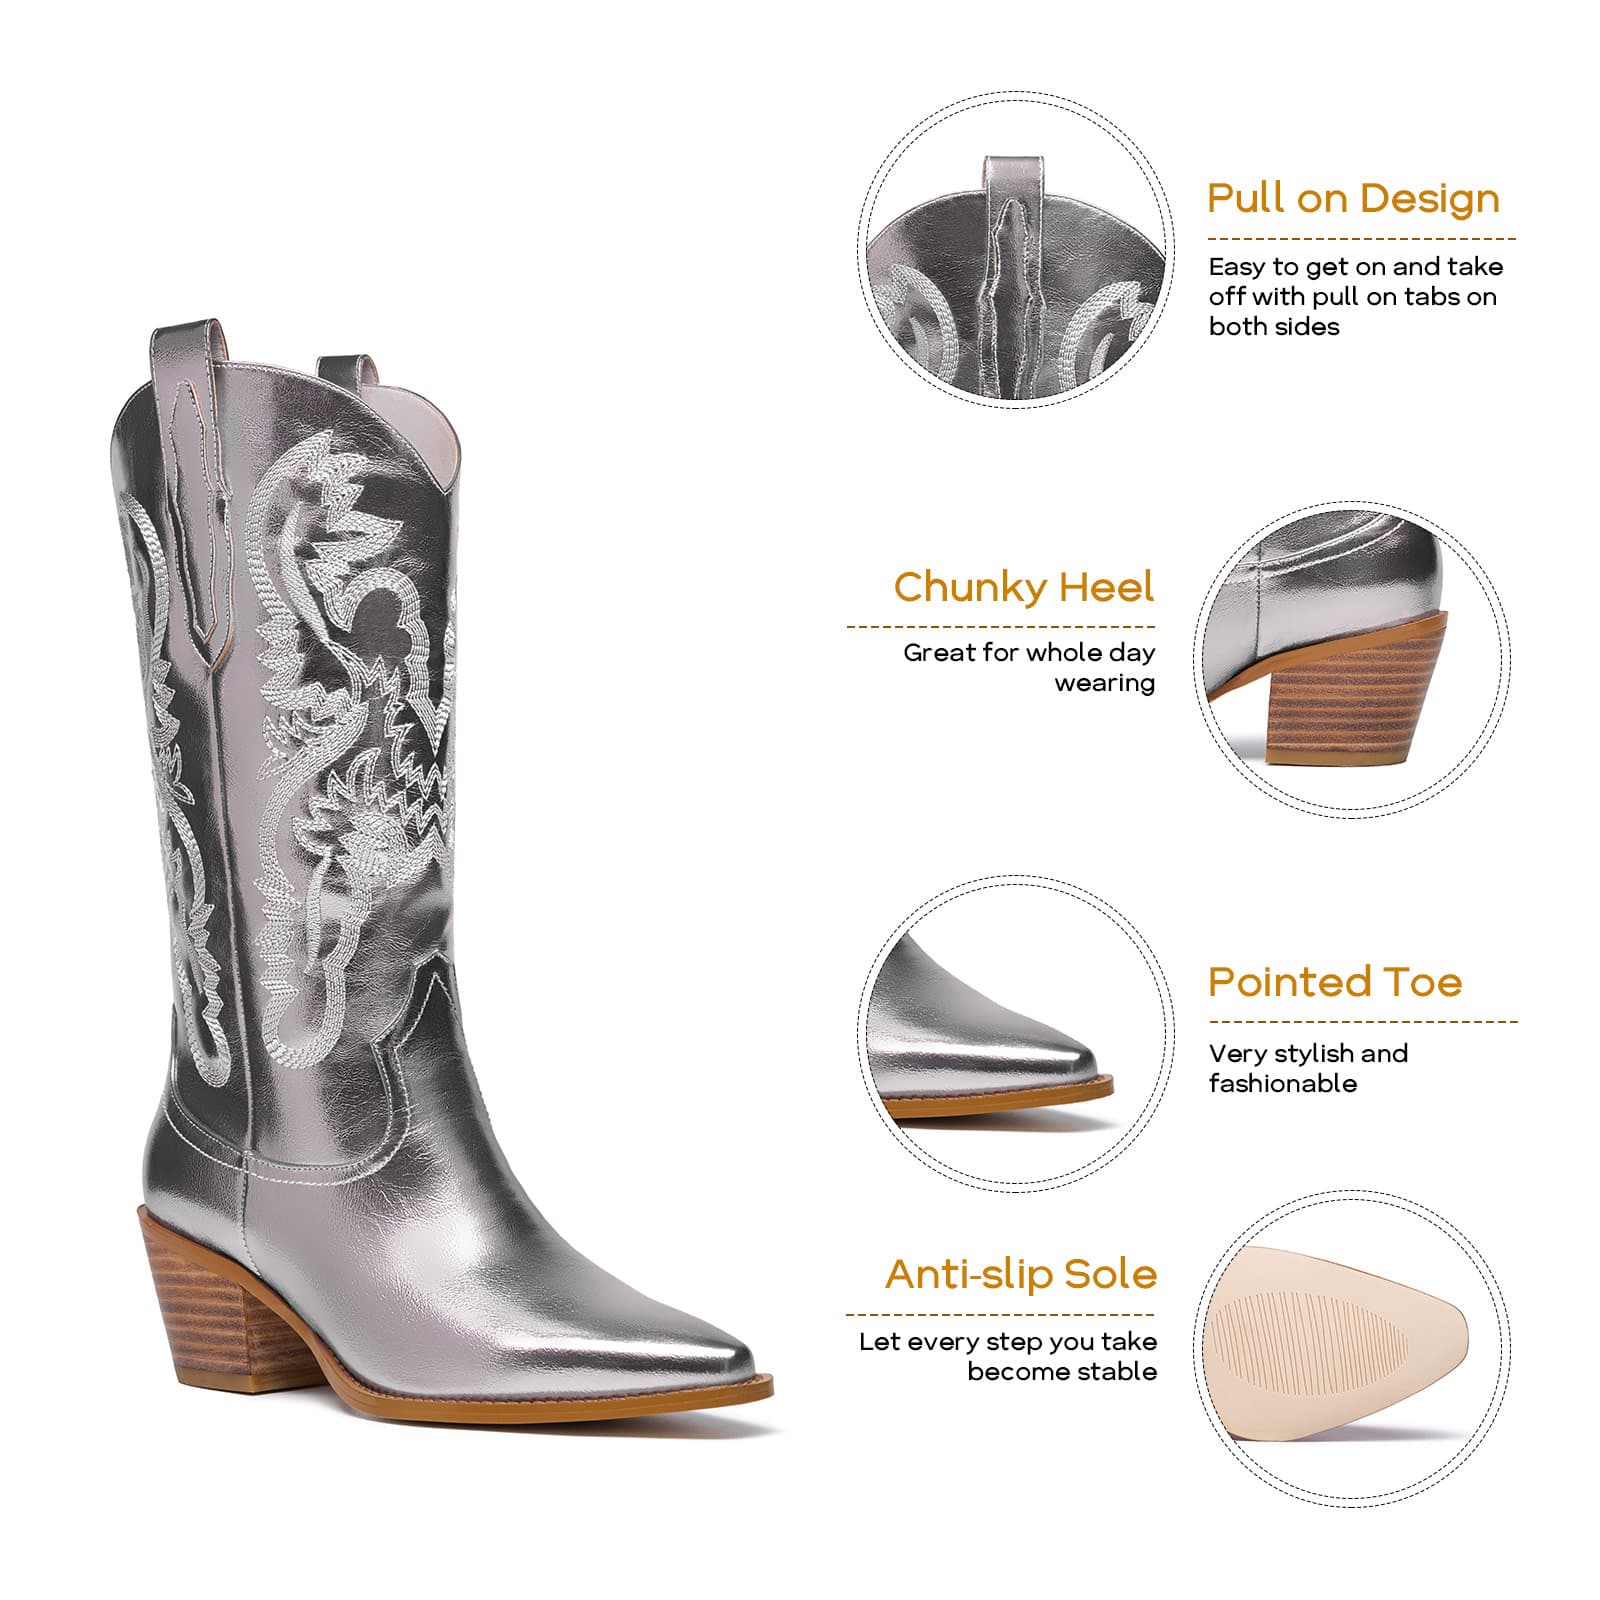 Pull on Design
Easy to get on and take
off with pull on tabs on
both sides
Chunky Heel
Great for whole day
wearing
Pointed Toe
Very stylish and
fashionable
Anti-slip Sole
Let every step you take
become stable